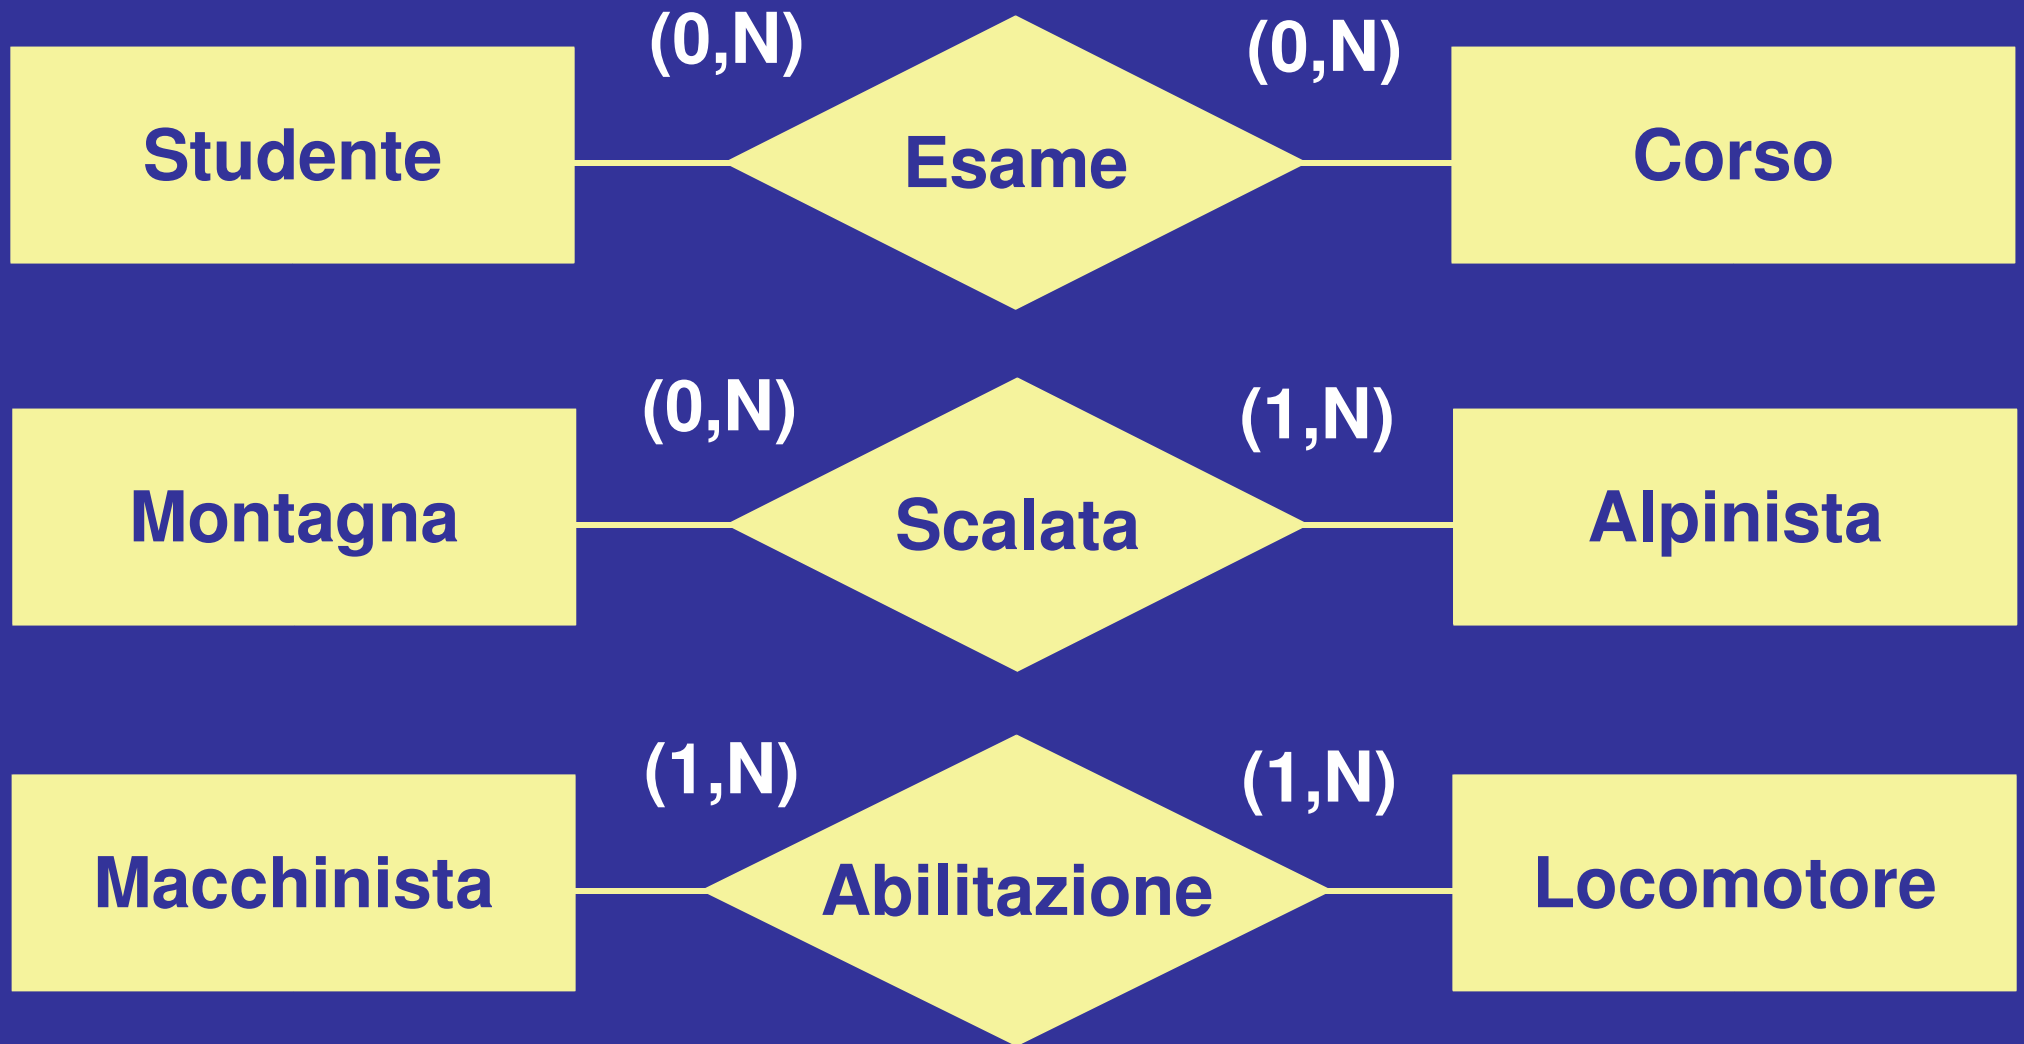 (0,N) (0,N)
Studente Esame Corso
(0,N) (1,N)
Montagna Scalata Alpinista
(1,N) (1,N)
Macchinista Abilitazione Locomotore